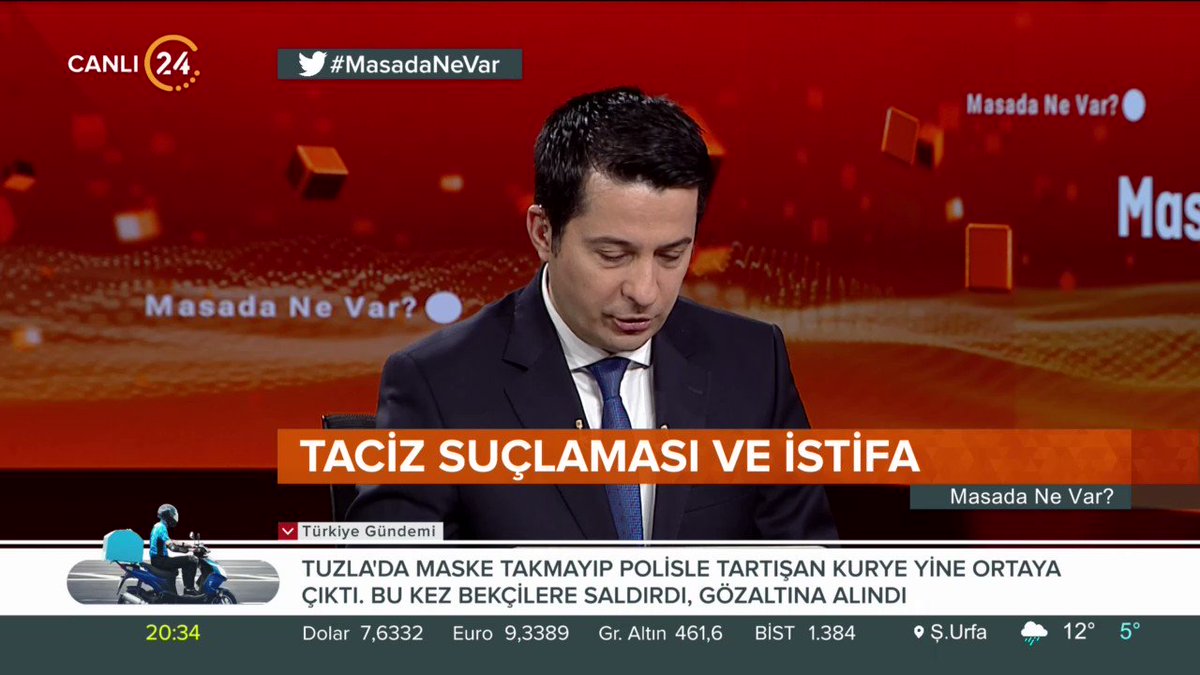 CANLI 24
#MasadaNeVar
Masada Ne Var?
Mas
Masada Ne Var?
TACİZ SUÇLAMASI VE İSTİFA
Masada Ne Var?
Türkiye Gündemi
TUZLA'DA MASKE TAKMAYIP POLİSLE TARTIŞAN KURYE YİNE ORTAYA
ÇIKTI. BU KEZ BEKÇİLERE SALDIRDI, GÖZALTINA ALINDI
20:34 Dolar 7,6332 Euro 9,3389 Gr. Altın 461,6 BİST 1.384 Ş.Urfa 12° 5°